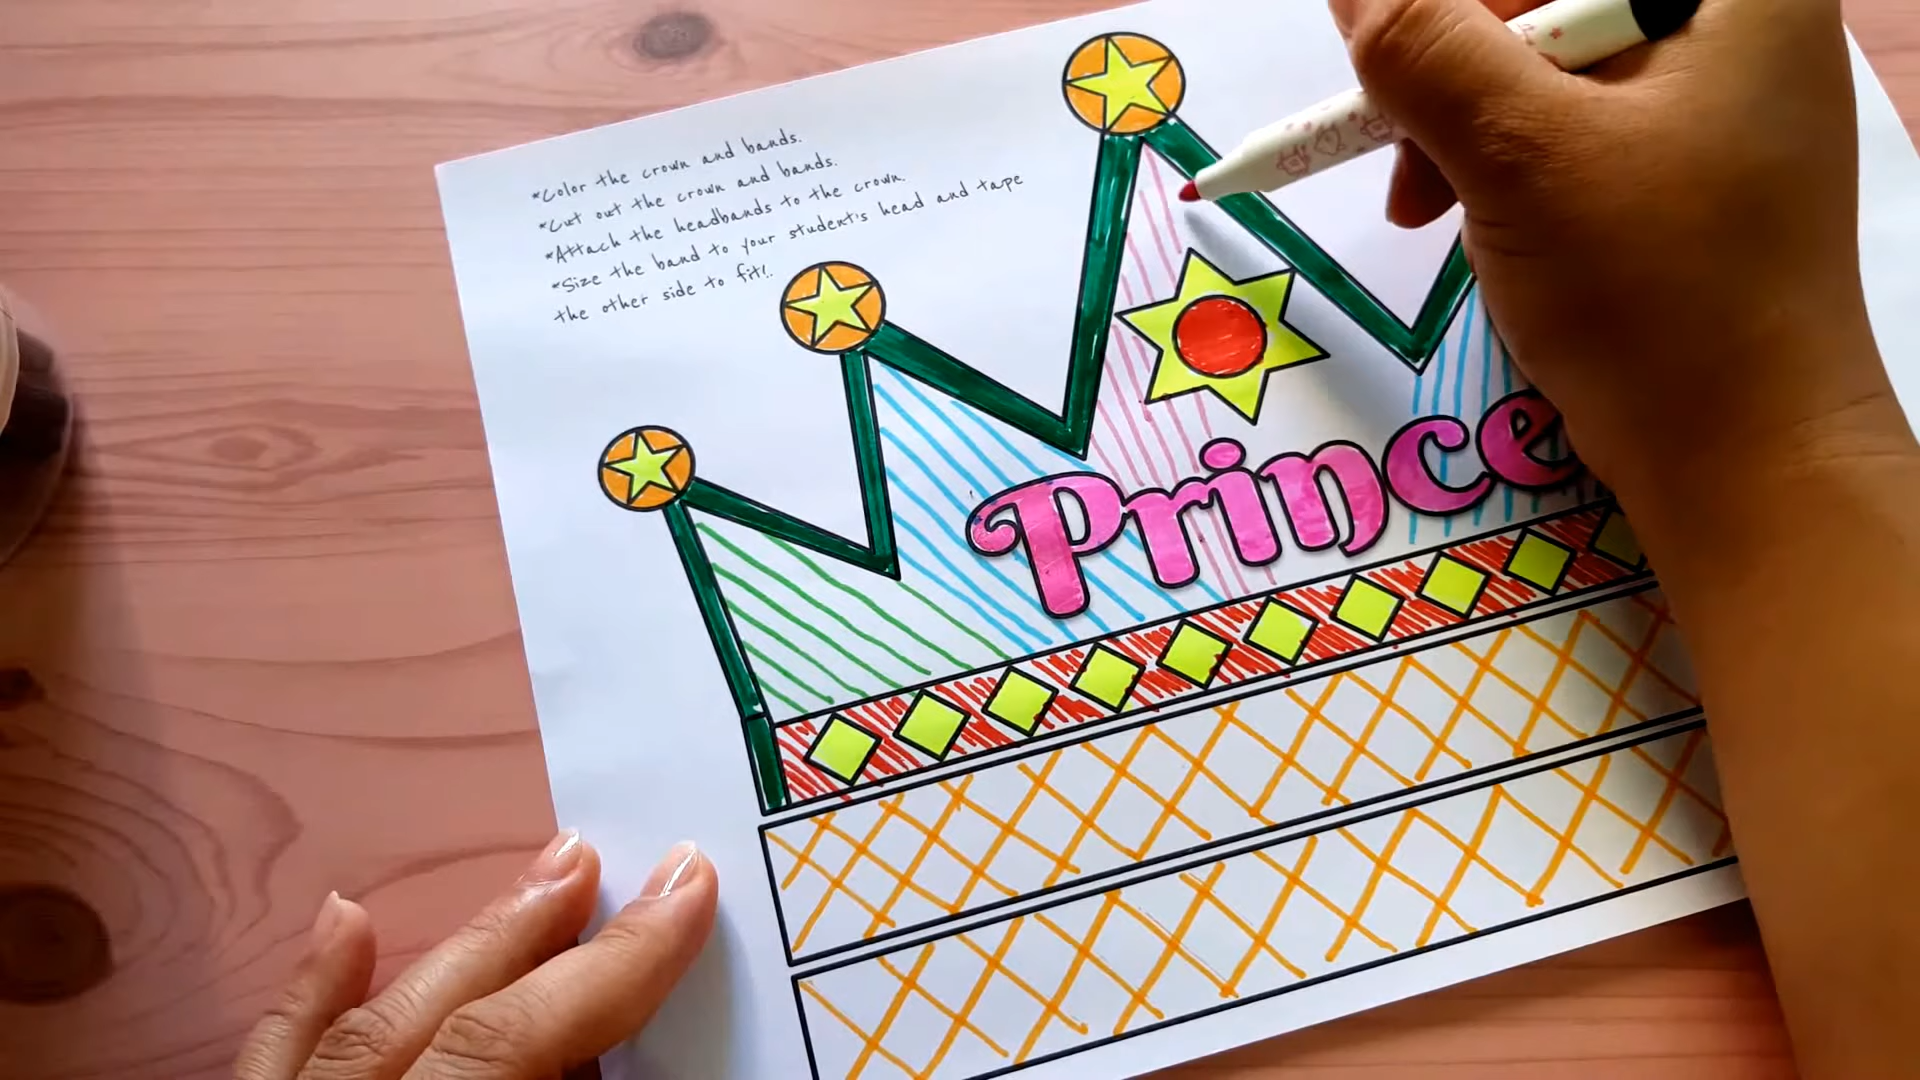 *Color the crown and bands.
*Cut out the crown and bands.
*Attach the headbands to the crown.
*Size the band to your student's head and tape
the other side to fit!.
Prince